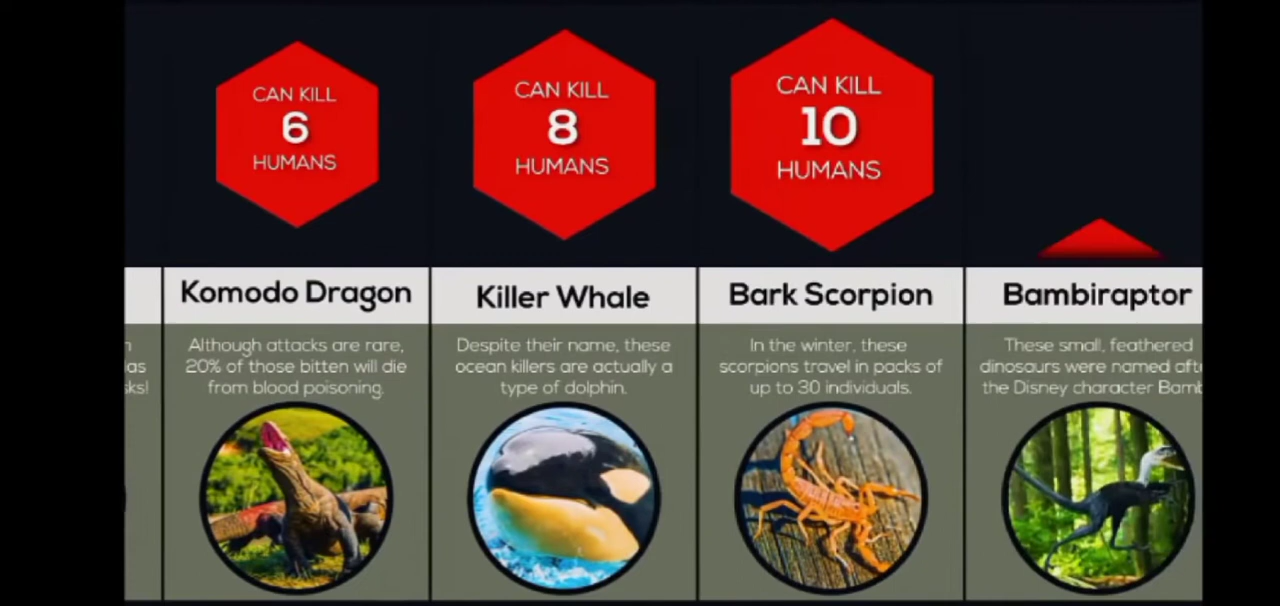 CAN KILL
6
HUMANS
CAN KILL
8
HUMANS
CAN KILL
10
HUMANS
Komodo Dragon
Killer Whale
Bark Scorpion
Bambiraptor
Although attacks are rare,
20% of those bitten will die
from blood poisoning.
Despite their name, these
ocean killers are actually a
type of dolphin.
In the winter, these
scorpions travel in packs of
up to 30 individuals.
These small, feathered
dinosaurs were named
the Disney character